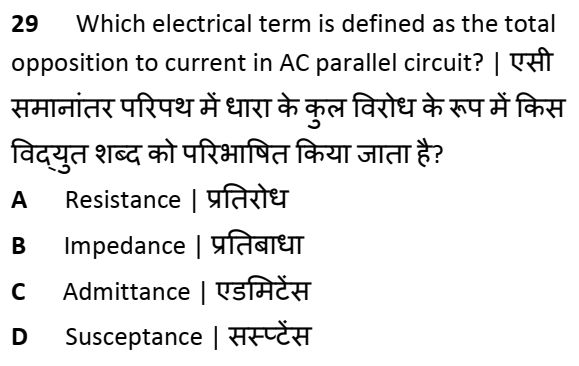 29 Which electrical term is defined as the total
opposition to current in AC parallel circuit? | एसी
समानांतर परिपथ में धारा के कुल विरोध के रूप में किस
विद्युत शब्द को परिभाषित किया जाता है?
A Resistance | प्रतिरोध
B Impedance | प्रतिबाधा
C Admittance | एडमिटेंस
D Susceptance | सस्प्टेंस